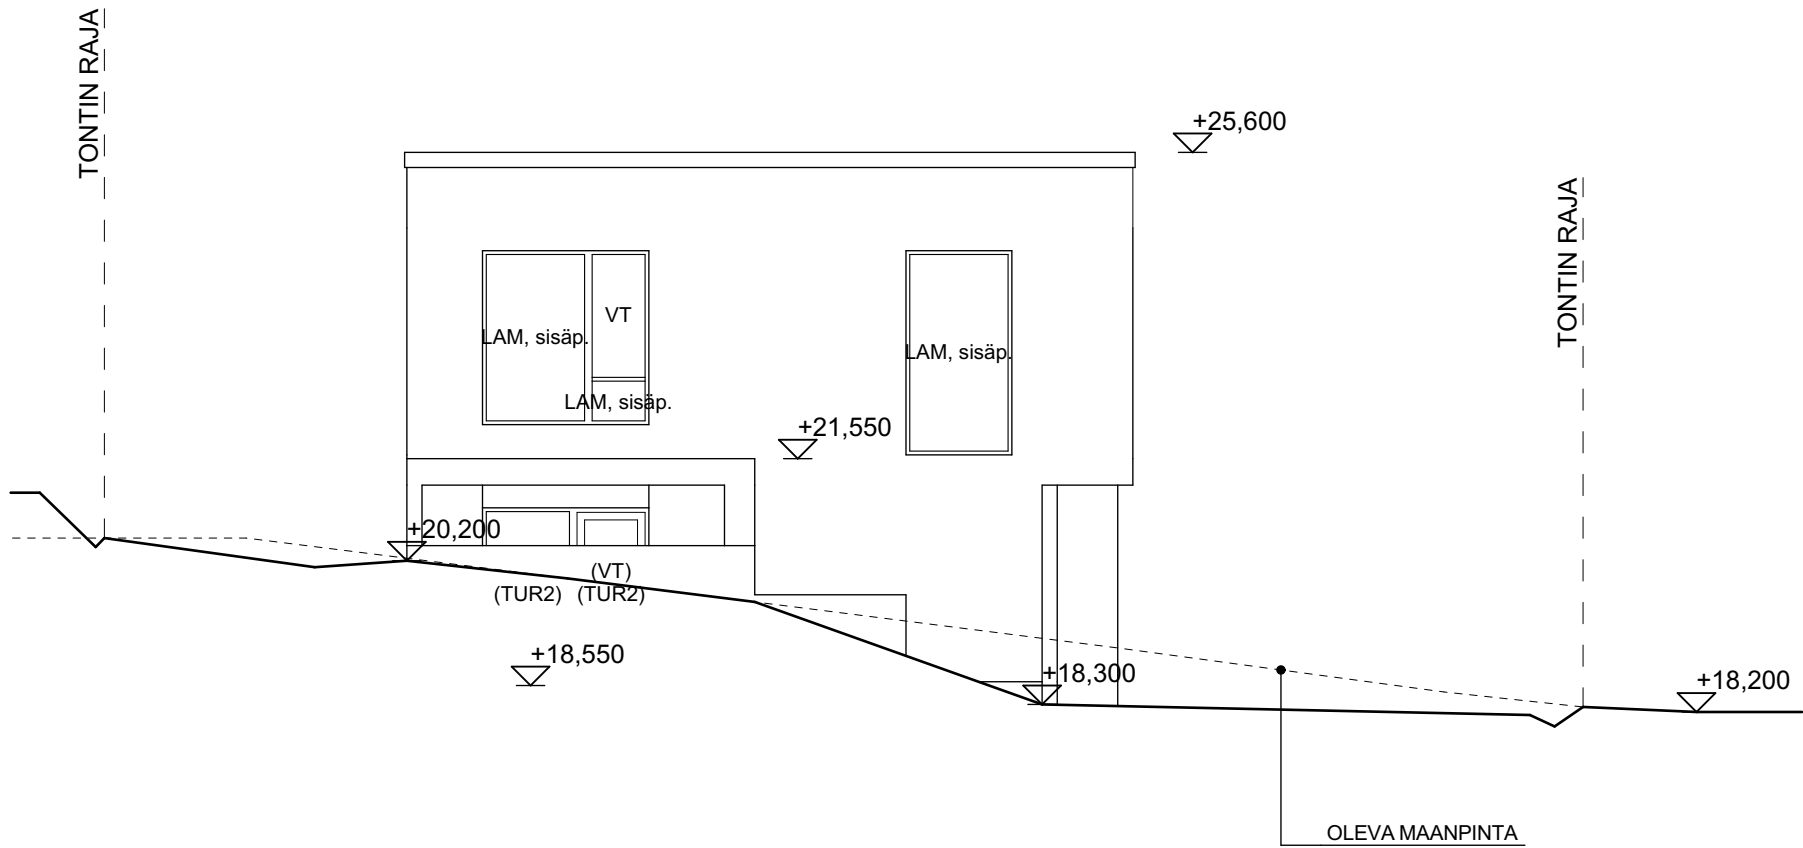 TONTIN RAJA
+25,600
TONTIN RAJA
VT
LAM, sisäp.
LAM, sisäp.
LAM, sisäp.
+21,550
+20,200
(VT)
(TUR2) (TUR2)
+18,550
+18,300
+18,200
OLEVA MAANPINTA